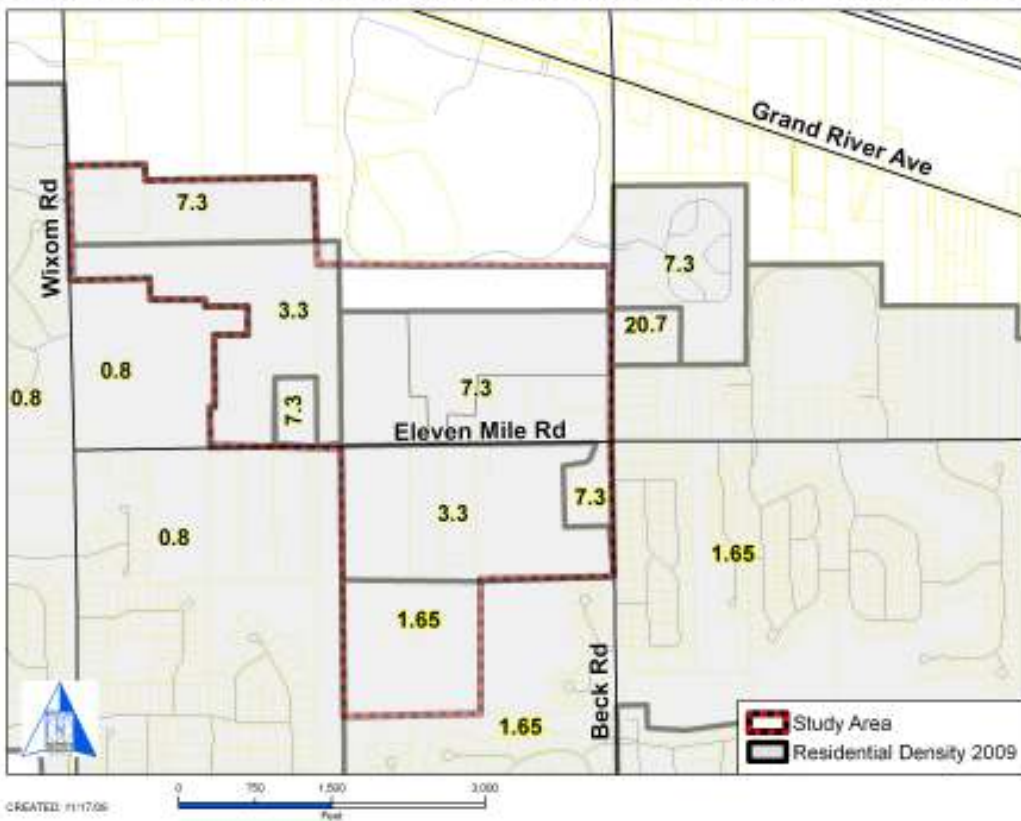 Grand River Ave
Wixom Rd
7.3
7.3
3.3
20.7
0.8
0.8
7.3
7.3
Eleven Mile Rd
7.3
3.3
0.8
1.65
1.65
Beck Rd
1.65
Study Area
Residential Density 2009
0 750 1,500 3,000
Feet